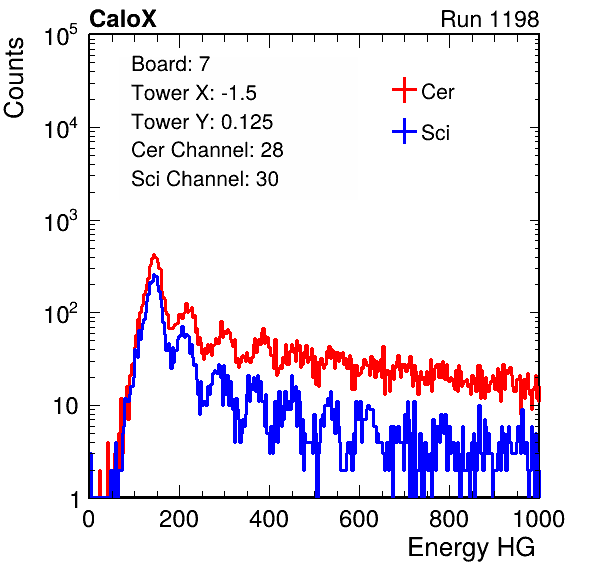 CaloX Run 1198
Counts
10^5
10^4
10^3
10^2
10
1
Board: 7
Tower X: -1.5
Tower Y: 0.125
Cer Channel: 28
Sci Channel: 30
Cer
Sci
0 200 400 600 800 1000
Energy HG